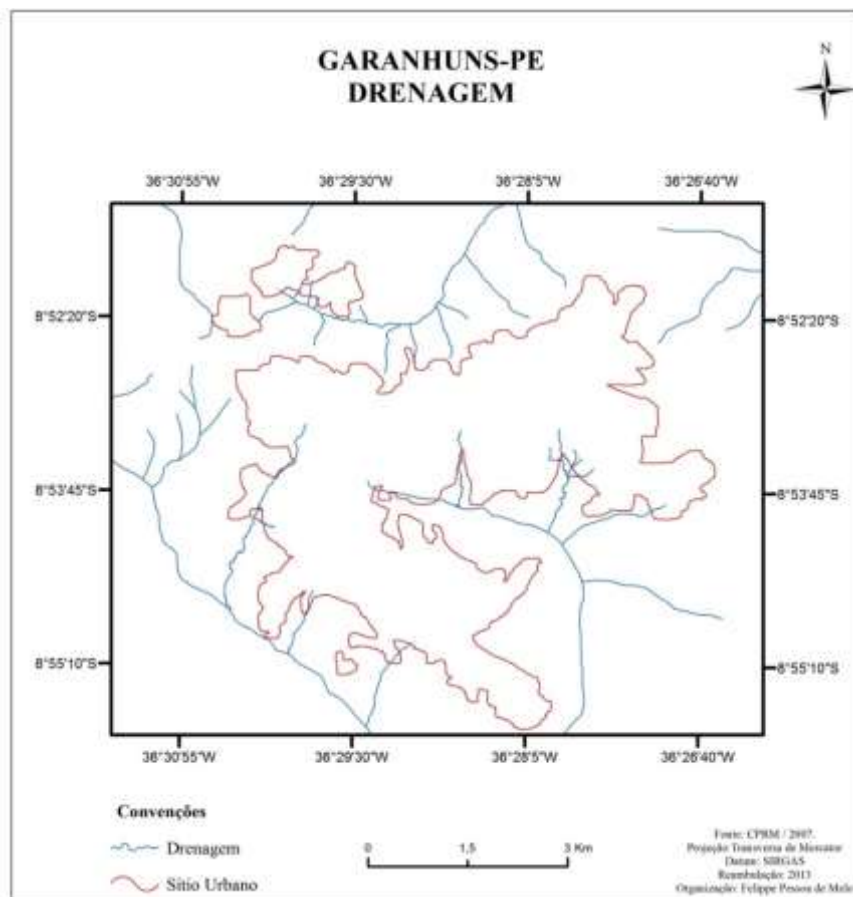 GARANHUNS-PE
DRENAGEM
N
36°30'55"W 36°29'30"W 36°28'5"W 36°26'40"W
8°52'20"S 8°52'20"S
8°53'45"S 8°53'45"S
8°55'10"S 8°55'10"S
36°30'55"W 36°29'30"W 36°28'5"W 36°26'40"W
Convenções
Drenagem
Sítio Urbano
0 1,5 3 Km
Fonte: CPRM / 2007.
Projeção Transversa de Mercator
Datum: SIRGAS
Reambulação: 2013
Organização: Felippe Pessoa de Melo